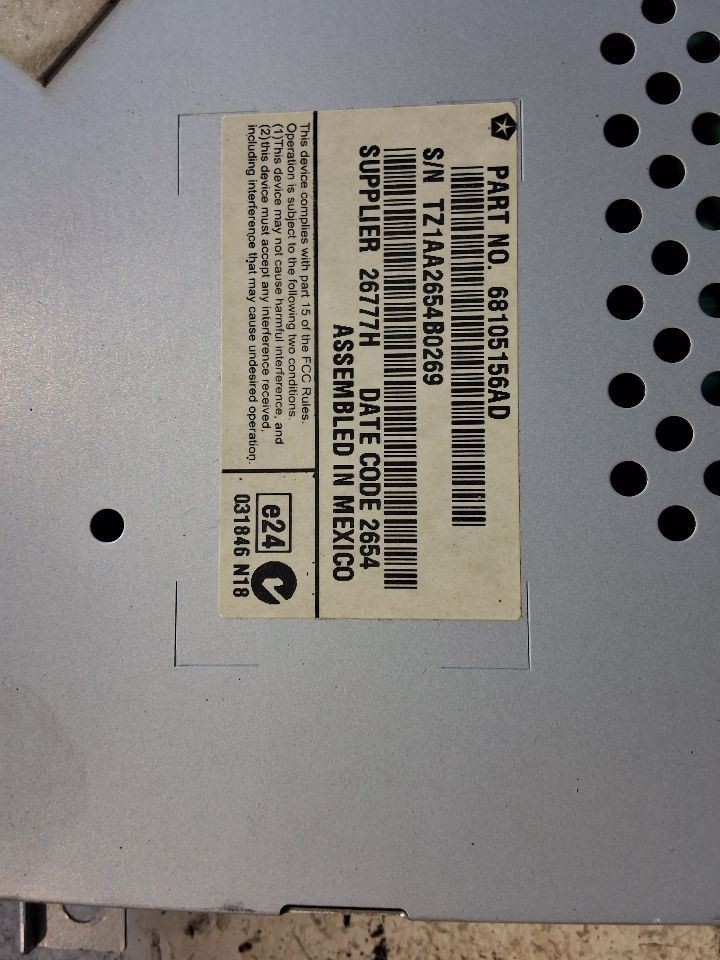 PART NO. 68105156AD
S/N TZ1AA2654B0269
SUPPLIER 26777H DATE CODE 2654
ASSEMBLED IN MEXICO
This device complies with part 15 of the FCC Rules.
Operation is subject to the following two conditions.
(1)This device may not cause harmful interference, and
(2)this device must accept any interference received,
including interference that may cause undesired operation.
e24
031846 N18